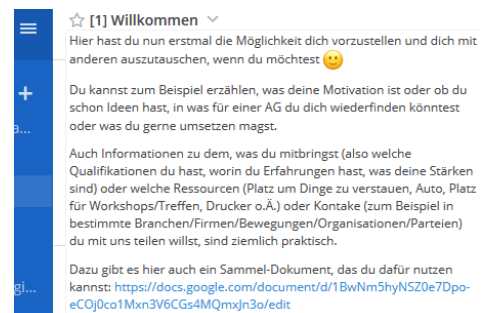 [1] Willkommen
Hier hast du nun erstmal die Möglichkeit dich vorzustellen und dich mit
anderen auszutauschen, wenn du möchtest 🙂
Du kannst zum Beispiel erzählen, was deine Motivation ist oder ob du
schon Ideen hast, in was für einer AG du dich wiederfinden könntest
oder was du gerne umsetzen magst.
Auch Informationen zu dem, was du mitbringst (also welche
Qualifikationen du hast, worin du Erfahrungen hast, was deine Stärken
sind) oder welche Ressourcen (Platz um Dinge zu verstauen, Auto, Platz
für Workshops/Treffen, Drucker o.Ä.) oder Kontake (zum Beispiel in
bestimmte Branchen/Firmen/Bewegungen/Organisationen/Parteien)
du mit uns teilen willst, sind ziemlich praktisch.
Dazu gibt es hier auch ein Sammel-Dokument, das du dafür nutzen
kannst: https://docs.google.com/document/d/1BwNm5hyNSZ0e7Dpo-
eCOj0co1Mxn3V6CGs4MQmxJn3o/edit
a...
gi...